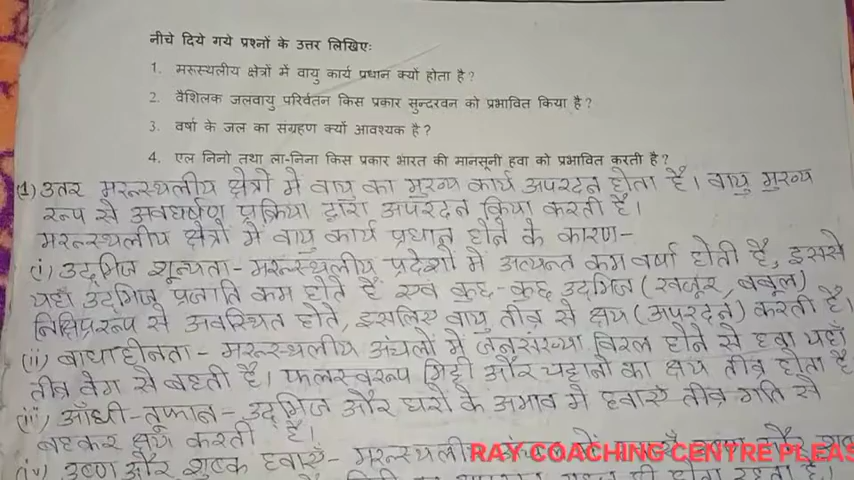 नीचे दिये गये प्रश्नों के उत्तर लिखिए:
1. मरूस्थलीय क्षेत्रों में वायु कार्य प्रधान क्यों होता है?
2. वैशिलक जलवायु परिर्वतन किस प्रकार सुन्दरवन को प्रभावित किया है?
3. वर्षा के जल का संग्रहण क्यों आवश्यक है?
4. एल निनो तथा ला-निना किस प्रकार भारत की मानसूनी हवा को प्रभावित करती है?
(1) उतर मरूस्थलीय क्षेत्रों में वायु का मुख्य कार्य अपरदन होता है। वायु मुख्य
रूप से अवघर्षण प्रक्रिया द्वारा अपरदन किया करती है।
मरूस्थलीय क्षेत्रों में वायु कार्य प्रधान होने के कारण-
(i) उद्भिज शून्यता - मरूस्थलीय प्रदेशों में अत्यन्त कम वर्षा होती है, इससे
यहाँ उद्भिज प्रजाति कम होते हैं एवं कुछ-कुछ उद्भिज (खजूर, बबूल)
निक्षिप्तरूप से अवस्थित होते, इसलिए वायु तीव्र से क्षय (अपरदन) करती है।
(ii) बाधाहीनता - मरूस्थलीय अंचलों में जनसंख्या विरल होने से हवा यहाँ
तीव्र वेग से बहती है। फलस्वरूप मिट्टी और चट्टानों का क्षय तीव्र होता है
(iii) आँधी-तूफान - उद्भिज और घरों के अभाव में हवाएँ तीव्र गति से
बहकर क्षय करती है।
(iv) उष्ण और शुष्क हवाएँ - मरूस्थलीय
RAY COACHING CENTRE PLEAS